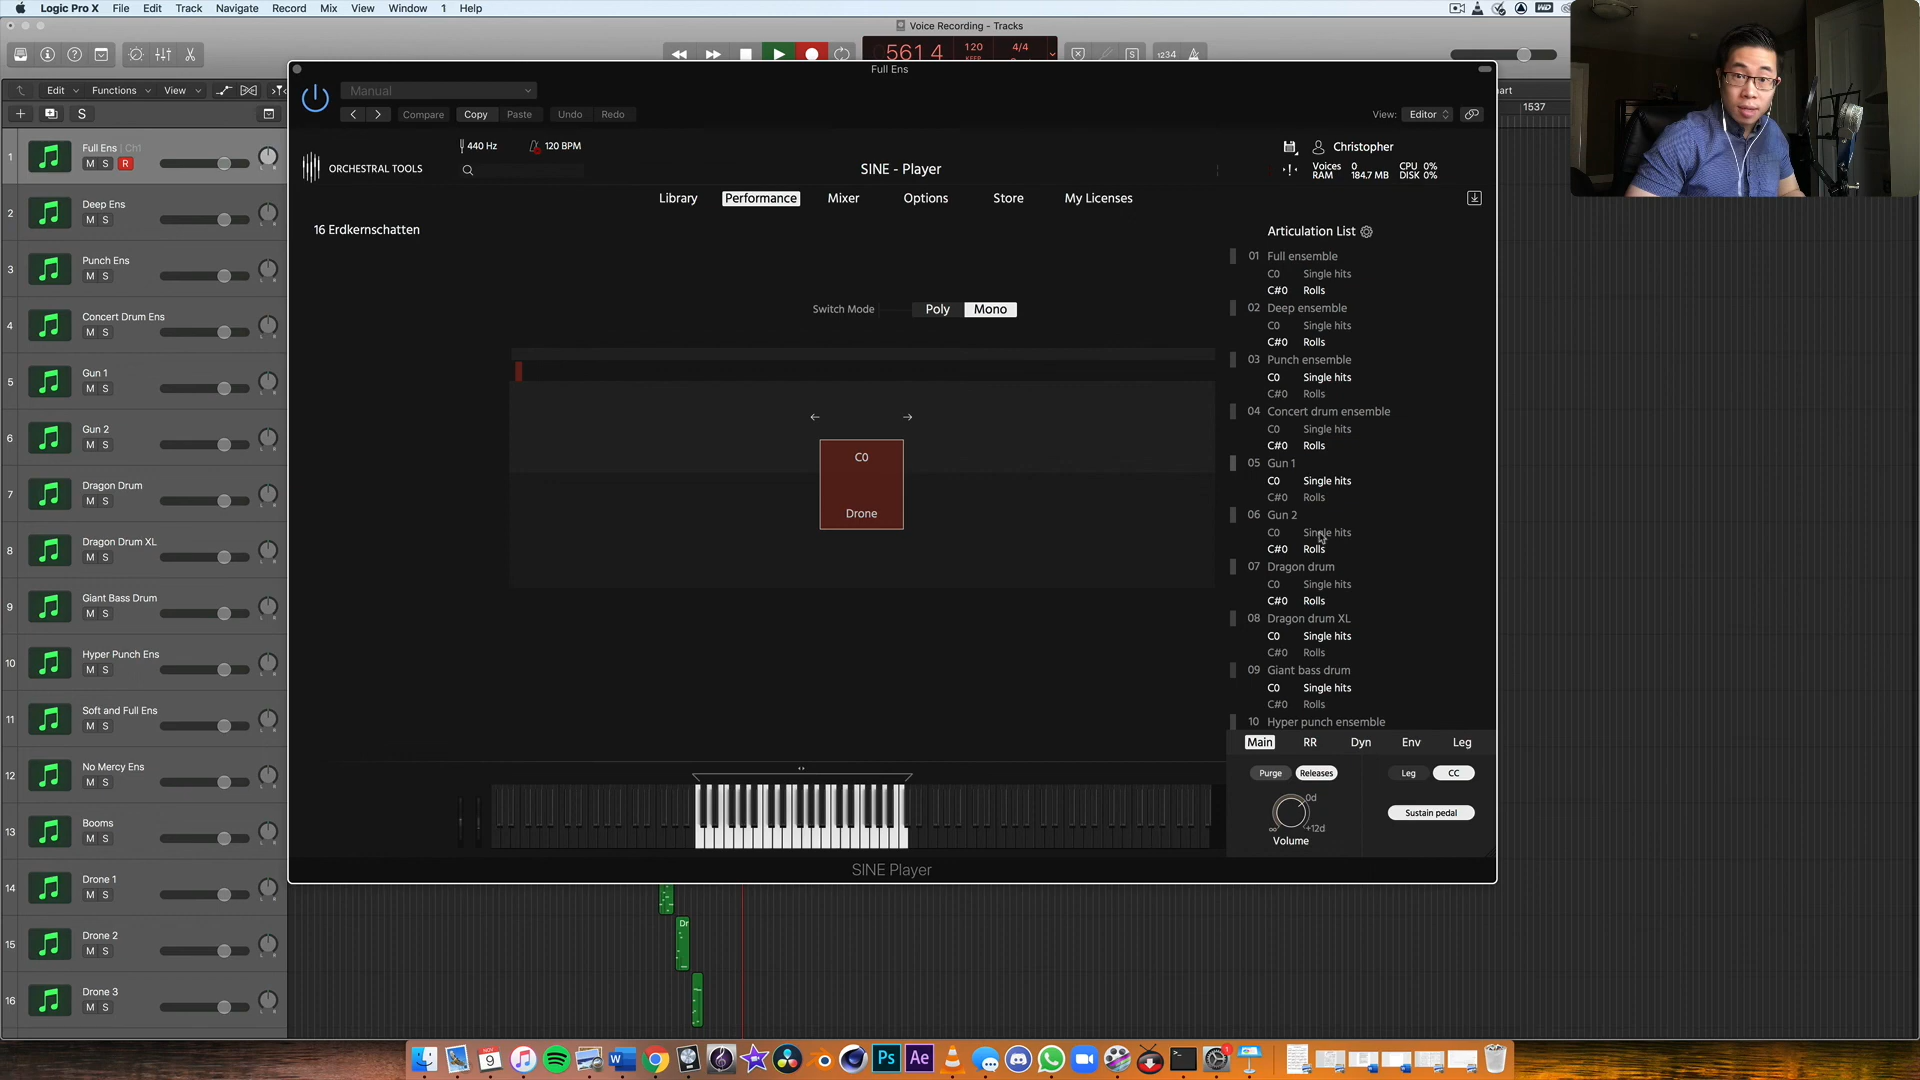 Logic Pro X File Edit Track Navigate Record Mix View Window 1 Help
Voice Recording - Tracks
561 4 120 4/4
KEEP
1234
Full Ens
Edit Functions View
Manual
1537
Compare Copy Paste Undo Redo
View: Editor
S
440 Hz 120 BPM
Christopher
ORCHESTRAL TOOLS
SINE - Player
Voices 0 CPU 0%
RAM 184.7 MB DISK 0%
Library Performance Mixer Options Store My Licenses
16 Erdkernschatten
Switch Mode Poly Mono
C0
Drone
Articulation List
01 Full ensemble
C0 Single hits
C#0 Rolls
02 Deep ensemble
C0 Single hits
C#0 Rolls
03 Punch ensemble
C0 Single hits
C#0 Rolls
04 Concert drum ensemble
C0 Single hits
C#0 Rolls
05 Gun 1
C0 Single hits
C#0 Rolls
06 Gun 2
C0 Single hits
C#0 Rolls
07 Dragon drum
C0 Single hits
C#0 Rolls
08 Dragon drum XL
C0 Single hits
C#0 Rolls
09 Giant bass drum
C0 Single hits
C#0 Rolls
10 Hyper punch ensemble
Main RR Dyn Env Leg
Purge Releases Leg CC
0d
+12d
Sustain pedal
Volume
SINE Player
1 Full Ens | Ch1
M S R
2 Deep Ens
M S
3 Punch Ens
M S
4 Concert Drum Ens
M S
5 Gun 1
M S
6 Gun 2
M S
7 Dragon Drum
M S
8 Dragon Drum XL
M S
9 Giant Bass Drum
M S
10 Hyper Punch Ens
M S
11 Soft and Full Ens
M S
12 No Mercy Ens
M S
13 Booms
M S
14 Drone 1
M S
15 Drone 2
M S
16 Drone 3
M S
Dr
NOV
9
W
Ps
Ae
1